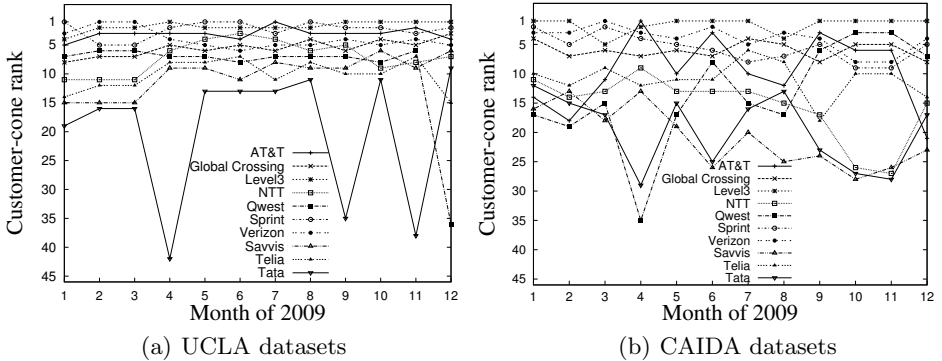 1
5
10
15
20
25
30
35
40
45
Customer-cone rank
AT&T
Global Crossing
Level3
NTT
Qwest
Sprint
Verizon
Savvis
Telia
Tata
1 2 3 4 5 6 7 8 9 10 11 12
Month of 2009
(a) UCLA datasets
1
5
10
15
20
25
30
35
40
45
Customer-cone rank
AT&T
Global Crossing
Level3
NTT
Qwest
Sprint
Verizon
Savvis
Telia
Tata
1 2 3 4 5 6 7 8 9 10 11 12
Month of 2009
(b) CAIDA datasets